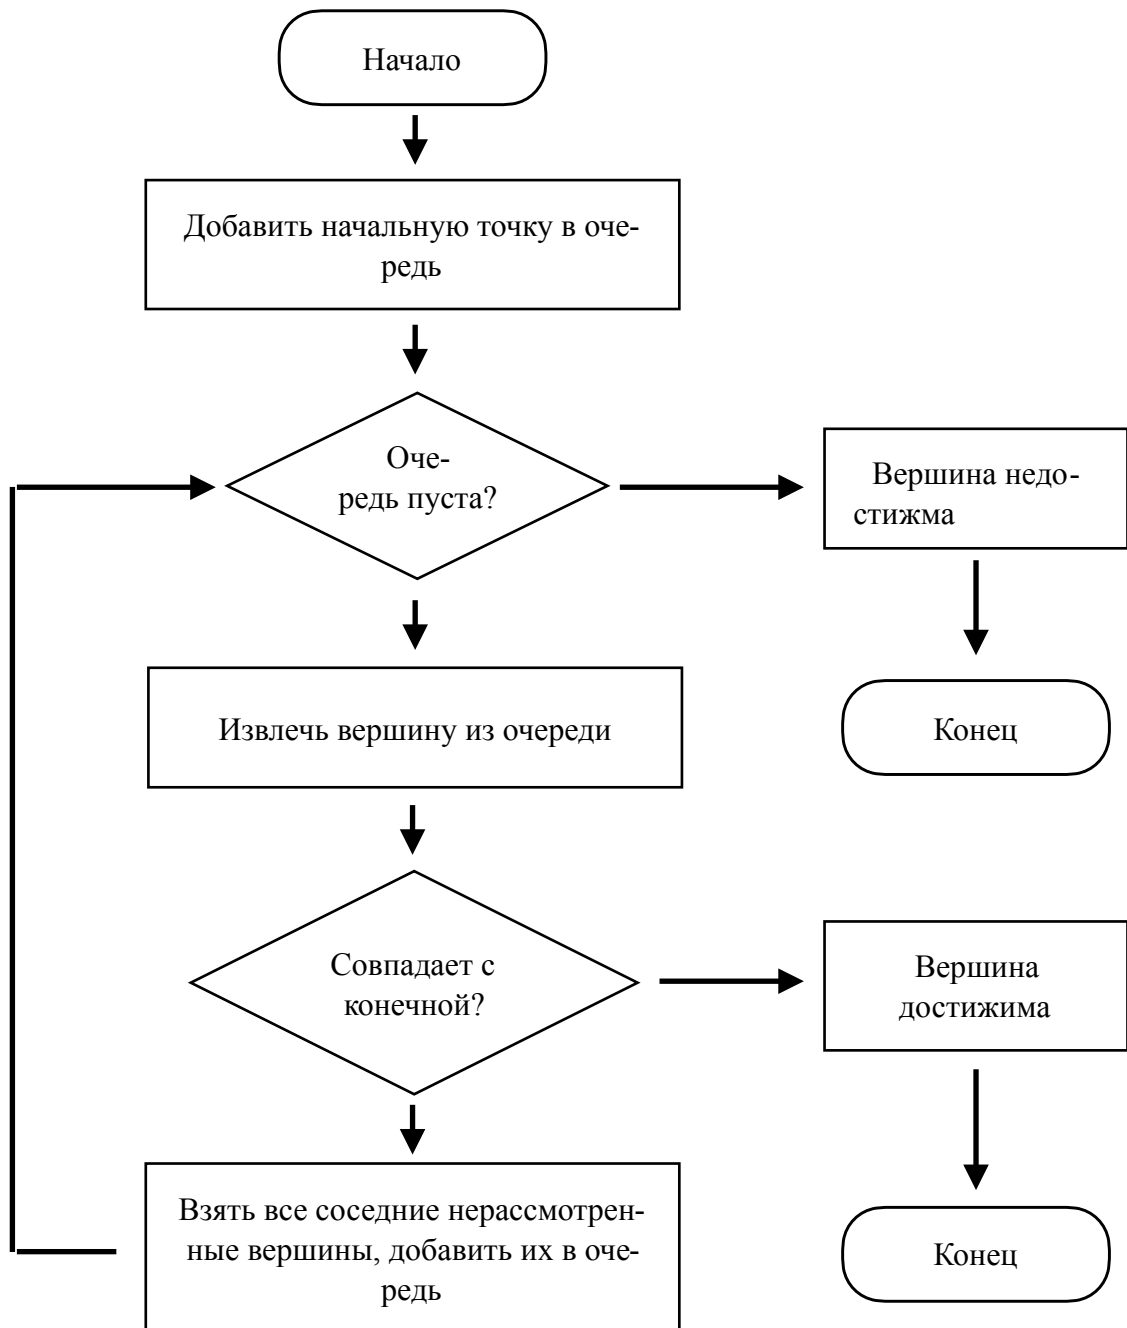 Начало
Добавить начальную точку в оче-
редь
Оче-
редь пуста?
Вершина недо-
стижма
Извлечь вершину из очереди
Конец
Совпадает с
конечной?
Вершина
достижима
Взять все соседние нерассмотрен-
ные вершины, добавить их в оче-
редь
Конец